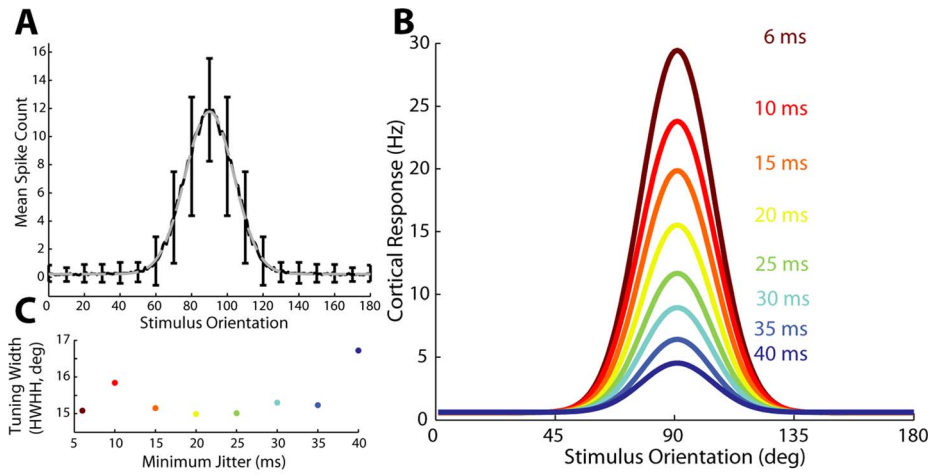 A
16
14
12
10
8
6
4
2
0
Mean Spike Count
0 20 40 60 80 100 120 140 160 180
Stimulus Orientation
C
17
16
15
Tuning Width
(HWHH, deg)
5 10 15 20 25 30 35 40
Minimum Jitter (ms)
B
30
25
20
15
10
5
0
Cortical Response (Hz)
6 ms
10 ms
15 ms
20 ms
25 ms
30 ms
35 ms
40 ms
0 45 90 135 180
Stimulus Orientation (deg)